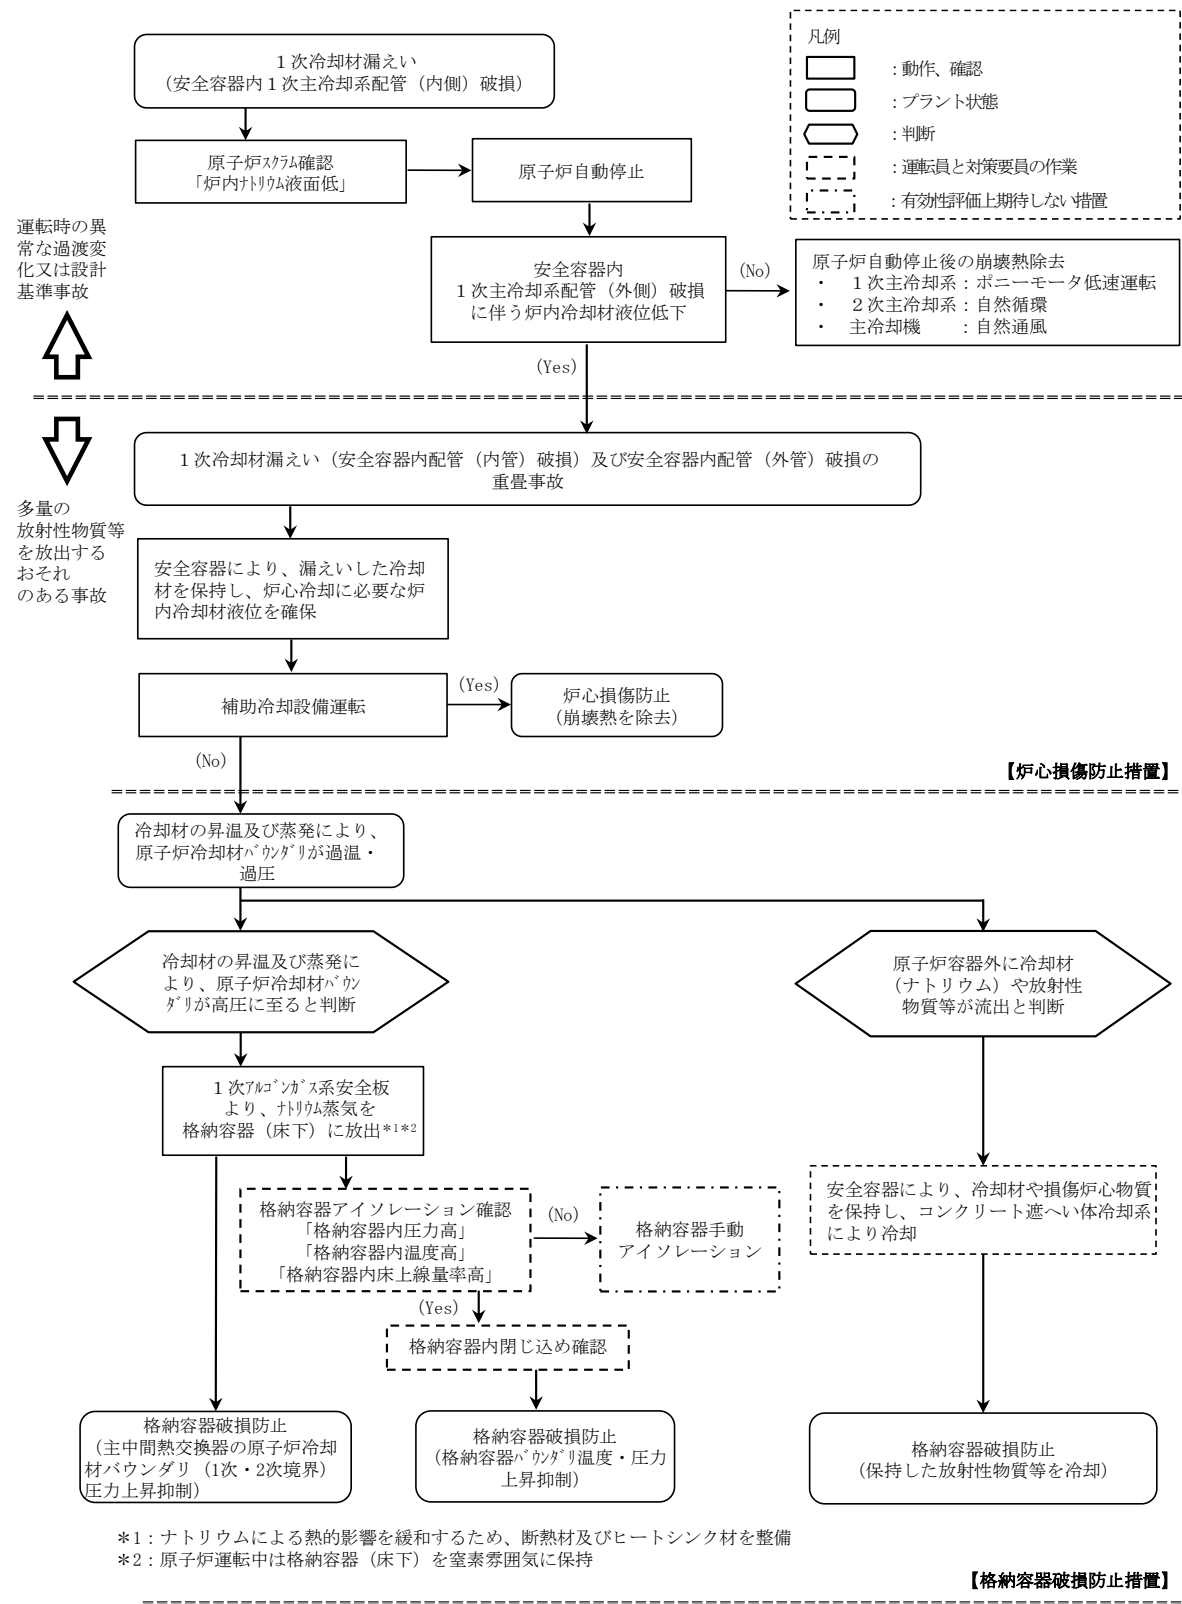 凡例
：動作、確認
：プラント状態
：判断
：運転員と対策要員の作業
：有効性評価上期待しない措置
１次冷却材漏えい
（安全容器内１次主冷却系配管（内側）破損）
原子炉ｽｸﾗﾑ確認
「炉内ﾅﾄﾘｳﾑ液面低」
原子炉自動停止
運転時の異
常な過渡変
化又は設計
基準事故
安全容器内
１次主冷却系配管（外側）破損
に伴う炉内冷却材液位低下
(No)
原子炉自動停止後の崩壊熱除去
・　１次主冷却系：ポニーモータ低速運転
・　２次主冷却系：自然循環
・　主冷却機　　：自然通風
(Yes)
１次冷却材漏えい（安全容器内配管（内管）破損）及び安全容器内配管（外管）破損の
重畳事故
多量の
放射性物質等
を放出する
おそれ
のある事故
安全容器により、漏えいした冷却
材を保持し、炉心冷却に必要な炉
内冷却材液位を確保
補助冷却設備運転
(Yes)
炉心損傷防止
（崩壊熱を除去）
(No)
【炉心損傷防止措置】
冷却材の昇温及び蒸発により、
原子炉冷却材ﾊﾞｳﾝﾀﾞﾘが過温・
過圧
冷却材の昇温及び蒸発に
より、原子炉冷却材ﾊﾞｳﾝ
ﾀﾞﾘが高圧に至ると判断
原子炉容器外に冷却材
（ナトリウム）や放射性
物質等が流出と判断
１次ｱﾙｺﾞﾝｶﾞｽ系安全板
より、ﾅﾄﾘｳﾑ蒸気を
格納容器（床下）に放出*1*2
格納容器アイソレーション確認
「格納容器内圧力高」
「格納容器内温度高」
「格納容器内床上線量率高」
(No)
格納容器手動
アイソレーション
安全容器により、冷却材や損傷炉心物質
を保持し、コンクリート遮へい体冷却系
により冷却
(Yes)
格納容器内閉じ込め確認
格納容器破損防止
（主中間熱交換器の原子炉冷却
材バウンダリ（1次・2次境界）
圧力上昇抑制）
格納容器破損防止
（格納容器ﾊﾞｳﾝﾀﾞﾘ温度・圧力
上昇抑制）
格納容器破損防止
（保持した放射性物質等を冷却）
＊1：ナトリウムによる熱的影響を緩和するため、断熱材及びヒートシンク材を整備
＊2：原子炉運転中は格納容器（床下）を窒素雰囲気に保持
【格納容器破損防止措置】